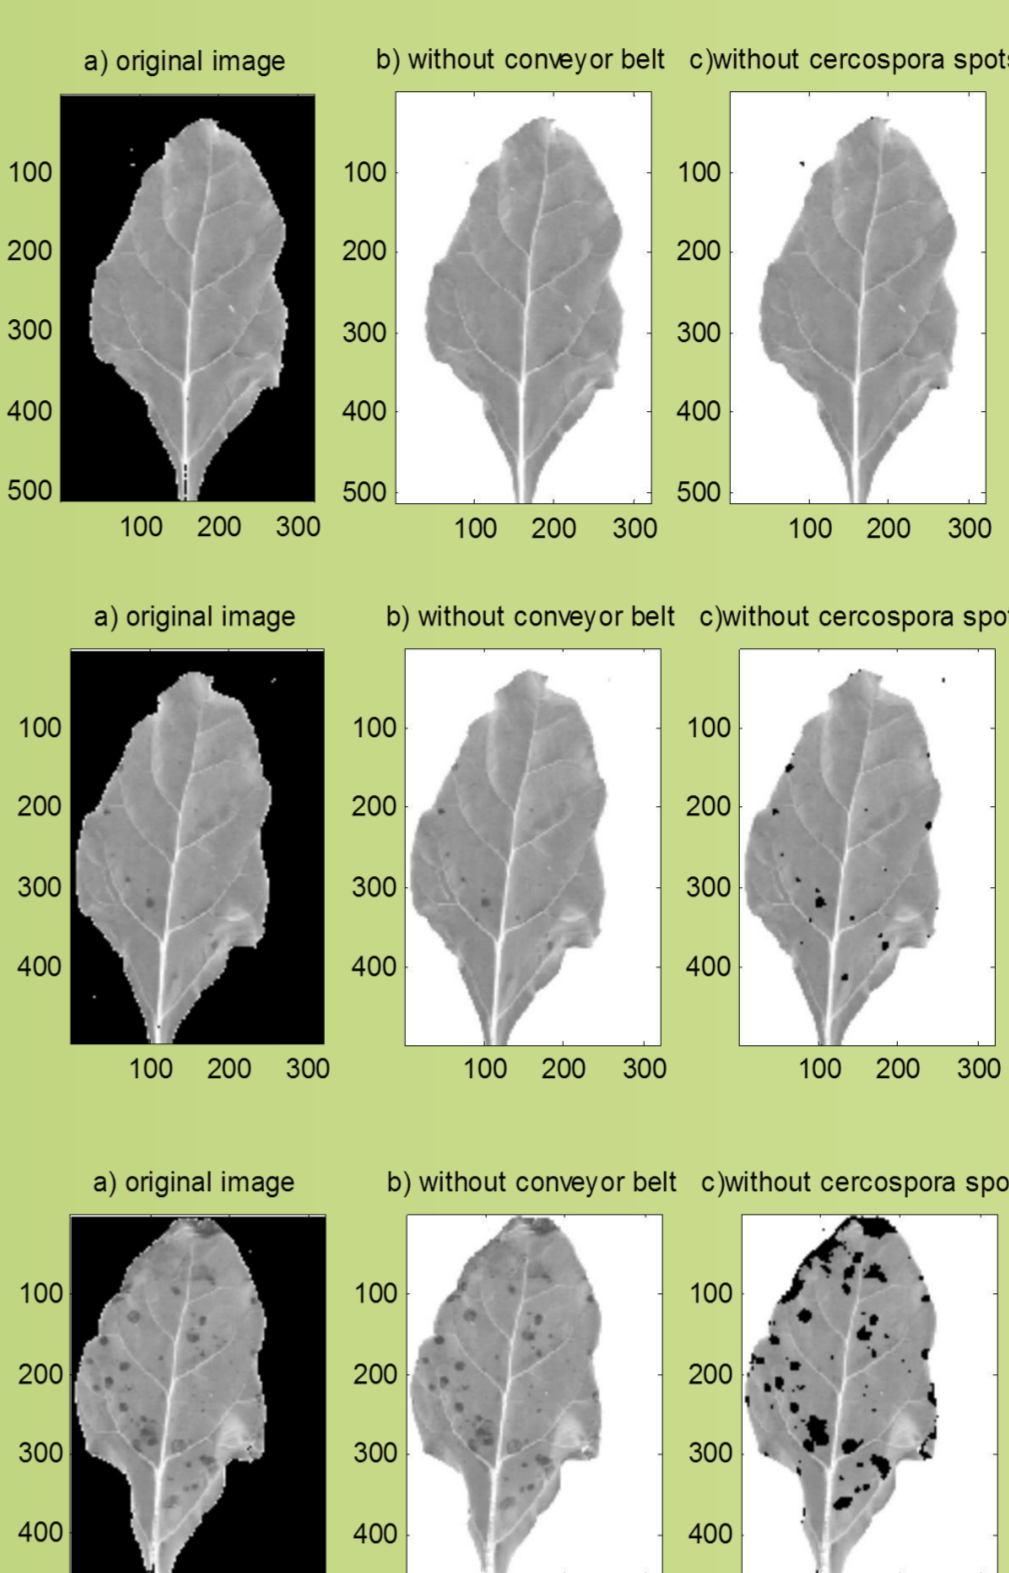 a) original image b) without conveyor belt c)without cercospora spots
100 100 100
200 200 200
300 300 300
400 400 400
500 500 500
100 200 300 100 200 300 100 200 300
a) original image b) without conveyor belt c)without cercospora spot
100 100 100
200 200 200
300 300 300
400 400 400
100 200 300 100 200 300 100 200 300
a) original image b) without conveyor belt c)without cercospora spo
100 100 100
200 200 200
300 300 300
400 400 400